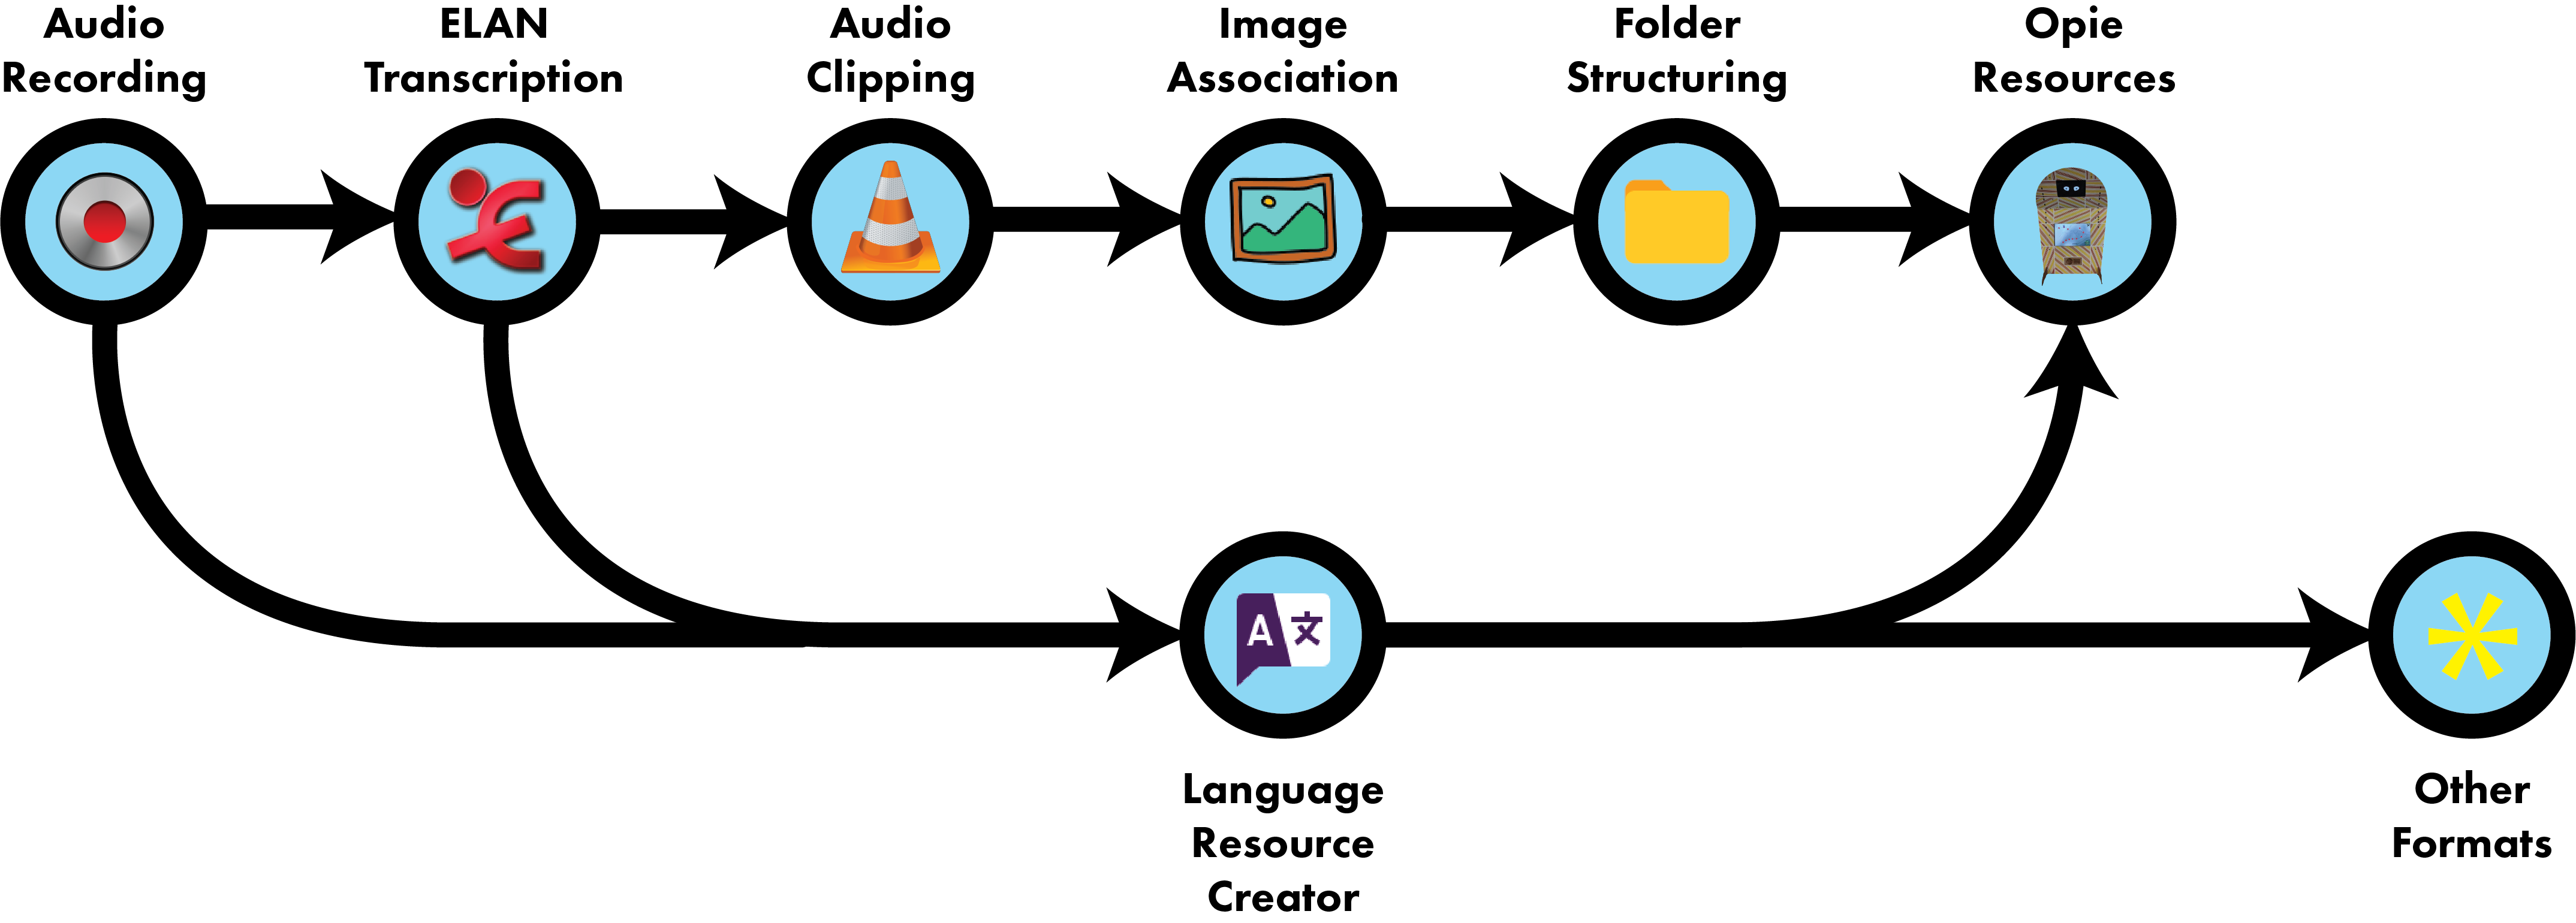 Audio
Recording
ELAN
Transcription
Audio
Clipping
Image
Association
Folder
Structuring
Opie
Resources
A 文
Language
Resource
Creator
Other
Formats